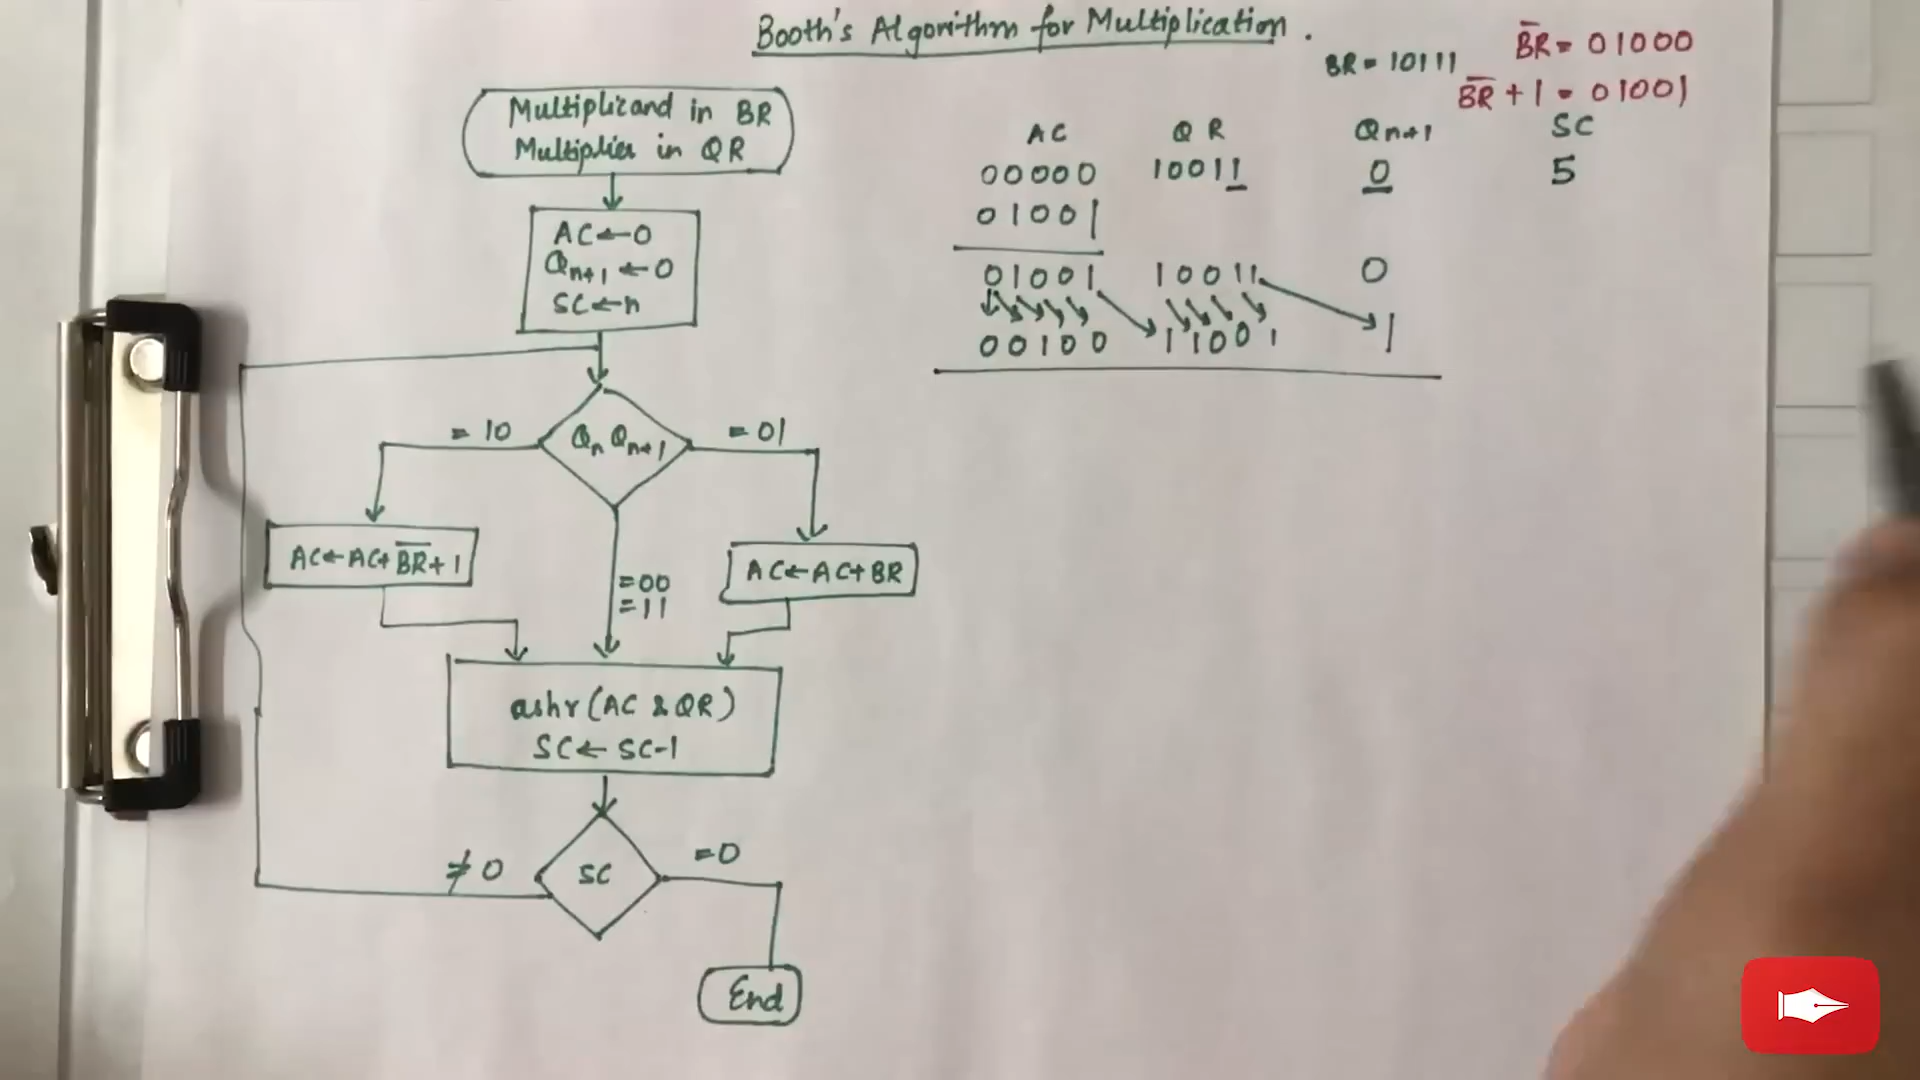 Booth's Algorithm for Multiplication.
BR = 10111
B̅R̅ = 01000
B̅R̅ + 1 = 01001
Multiplicand in BR
Multiplier in QR
AC ← 0
Qn+1 ← 0
SC ← n
Qn Qn+1
= 10
= 01
=00
=11
AC ← AC + B̅R̅ + 1
AC ← AC + BR
ashr (AC & QR)
SC ← SC-1
SC
≠ 0
=0
End
AC QR Qn+1 SC
00000 10011 0 5
01001
01001 10011 0
00100 11001 1